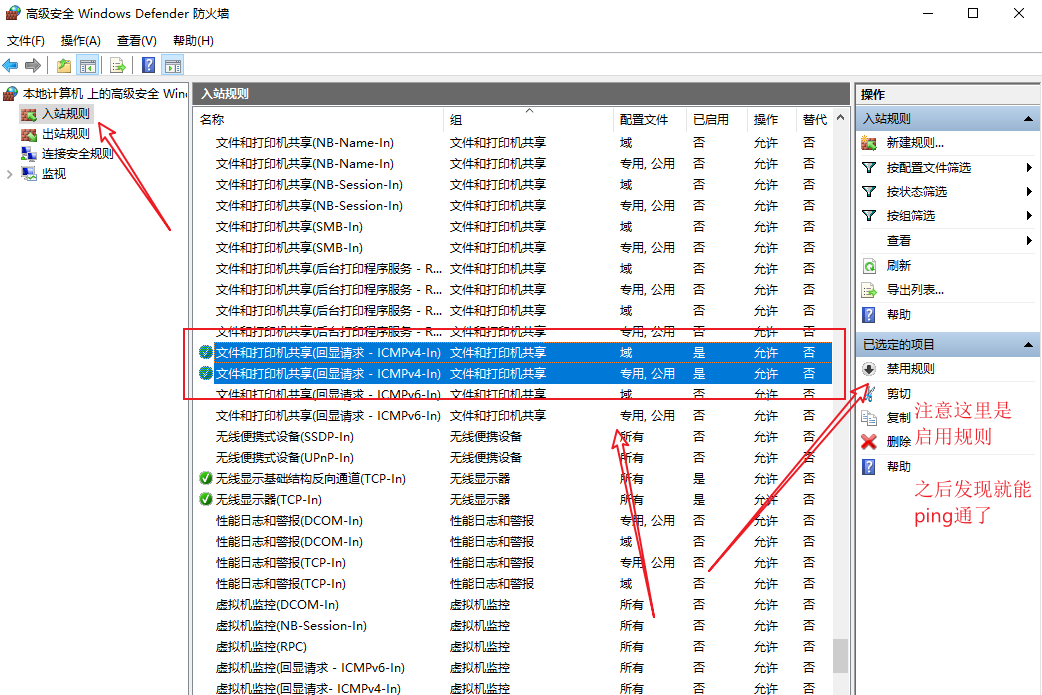 高级安全 Windows Defender 防火墙
文件(F) 操作(A) 查看(V) 帮助(H)
本地计算机 上的高级安全 Win
入站规则
出站规则
连接安全规则
监视
入站规则
名称 组 配置文件 已启用 操作 替代
文件和打印机共享(NB-Name-In) 文件和打印机共享 域 否 允许 否
文件和打印机共享(NB-Name-In) 文件和打印机共享 专用, 公用 否 允许 否
文件和打印机共享(NB-Session-In) 文件和打印机共享 域 否 允许 否
文件和打印机共享(NB-Session-In) 文件和打印机共享 专用, 公用 否 允许 否
文件和打印机共享(SMB-In) 文件和打印机共享 域 否 允许 否
文件和打印机共享(SMB-In) 文件和打印机共享 专用, 公用 否 允许 否
文件和打印机共享(后台打印程序服务 - R... 文件和打印机共享 域 否 允许 否
文件和打印机共享(后台打印程序服务 - R... 文件和打印机共享 专用, 公用 否 允许 否
文件和打印机共享(后台打印程序服务 - R... 文件和打印机共享 域 否 允许 否
文件和打印机共享(后台打印程序服务 - R... 文件和打印机共享 专用, 公用 否 允许 否
文件和打印机共享(回显请求 - ICMPv4-In) 文件和打印机共享 域 是 允许 否
文件和打印机共享(回显请求 - ICMPv4-In) 文件和打印机共享 专用, 公用 是 允许 否
文件和打印机共享(回显请求 - ICMPv6-In) 文件和打印机共享 域 否 允许 否
文件和打印机共享(回显请求 - ICMPv6-In) 文件和打印机共享 专用, 公用 否 允许 否
无线便携式设备(SSDP-In) 无线便携设备 所有 否 允许 否
无线便携式设备(UPnP-In) 无线便携设备 所有 否 允许 否
无线显示基础结构反向通道(TCP-In) 无线显示器 所有 是 允许 否
无线显示器(TCP-In) 无线显示器 所有 是 允许 否
性能日志和警报(DCOM-In) 性能日志和警报 专用, 公用 否 允许 否
性能日志和警报(DCOM-In) 性能日志和警报 域 否 允许 否
性能日志和警报(TCP-In) 性能日志和警报 专用, 公用 否 允许 否
性能日志和警报(TCP-In) 性能日志和警报 域 否 允许 否
虚拟机监控(DCOM-In) 虚拟机监控 所有 否 允许 否
虚拟机监控(NB-Session-In) 虚拟机监控 所有 否 允许 否
虚拟机监控(RPC) 虚拟机监控 所有 否 允许 否
虚拟机监控(回显请求 - ICMPv6-In) 虚拟机监控 所有 否 允许 否
虚拟机监控(回显请求- ICMPv4-In) 虚拟机监控 所有 否 允许 否
操作
入站规则
新建规则...
按配置文件筛选
按状态筛选
按组筛选
查看
刷新
导出列表...
帮助
已选定的项目
禁用规则
剪切
复制
删除
帮助
注意这里是
启用规则
之后发现就能
ping通了